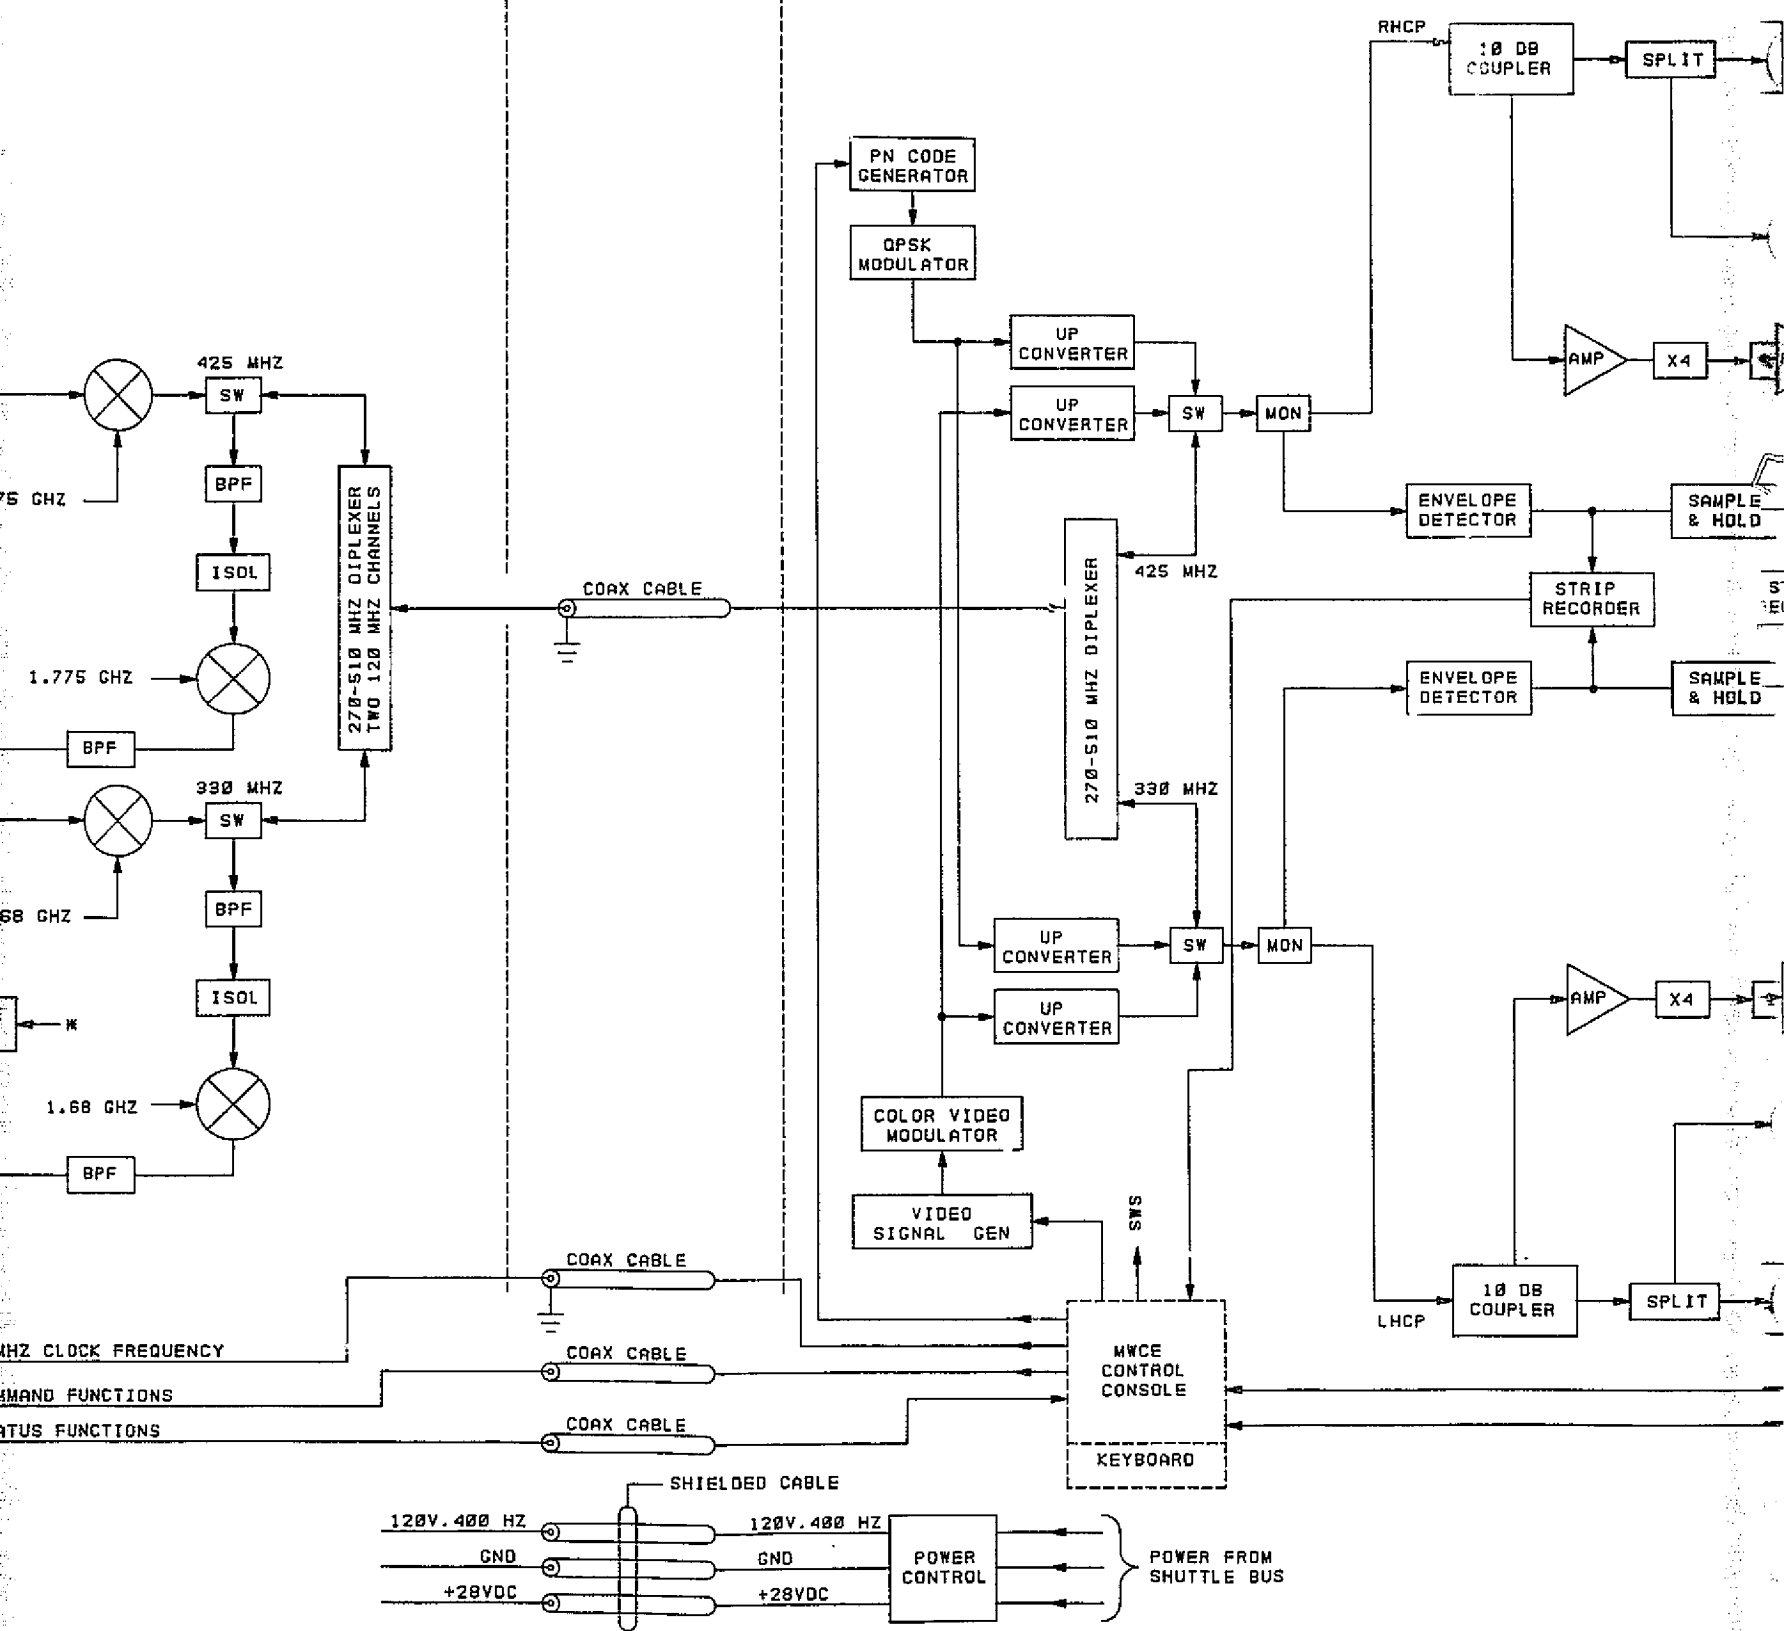 RHCP
10 DB
COUPLER
SPLIT
PN CODE
GENERATOR
QPSK
MODULATOR
UP
CONVERTER
AMP
X4
425 MHZ
SW
UP
CONVERTER
SW
MON
BPF
75 GHZ
270-510 MHZ DIPLEXER
TWO 120 MHZ CHANNELS
ENVELOPE
DETECTOR
SAMPLE
& HOLD
ISOL
270-510 MHZ DIPLEXER
425 MHZ
COAX CABLE
STRIP
RECORDER
1.775 GHZ
ENVELOPE
DETECTOR
SAMPLE
& HOLD
BPF
330 MHZ
330 MHZ
SW
BPF
68 GHZ
UP
CONVERTER
SW
MON
ISOL
*
UP
CONVERTER
AMP
X4
1.68 GHZ
COLOR VIDEO
MODULATOR
BPF
VIDEO
SIGNAL GEN
SWS
COAX CABLE
10 DB
COUPLER
SPLIT
LHCP
MHZ CLOCK FREQUENCY
COAX CABLE
MWCE
CONTROL
CONSOLE
MMAND FUNCTIONS
ATUS FUNCTIONS
COAX CABLE
KEYBOARD
SHIELDED CABLE
120V.400 HZ
120V.400 HZ
GND
GND
+28VDC
+28VDC
POWER
CONTROL
POWER FROM
SHUTTLE BUS